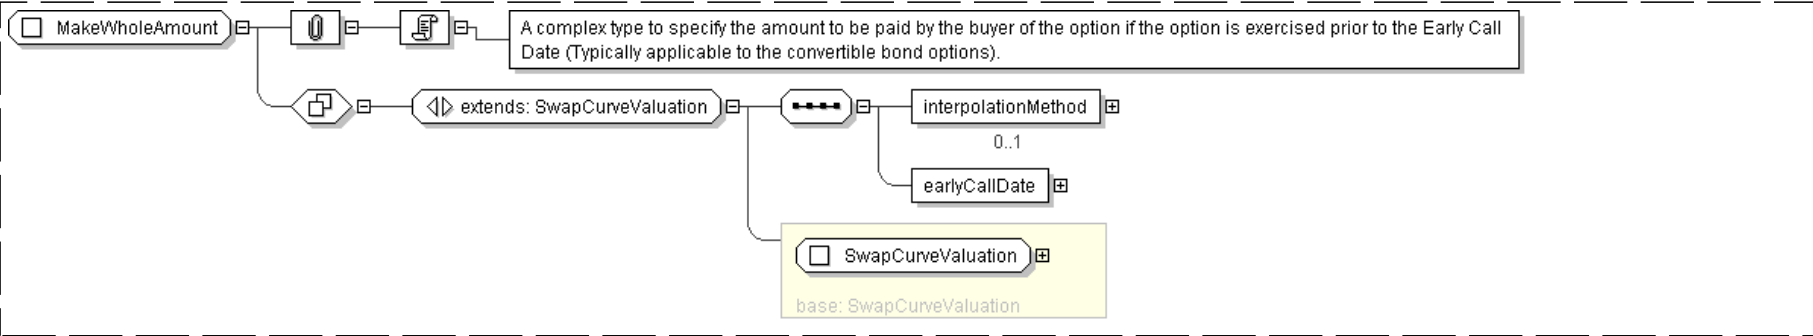 MakeWholeAmount
A complex type to specify the amount to be paid by the buyer of the option if the option is exercised prior to the Early Call
Date (Typically applicable to the convertible bond options).
extends: SwapCurveValuation
interpolationMethod
0..1
earlyCallDate
SwapCurveValuation
base: SwapCurveValuation